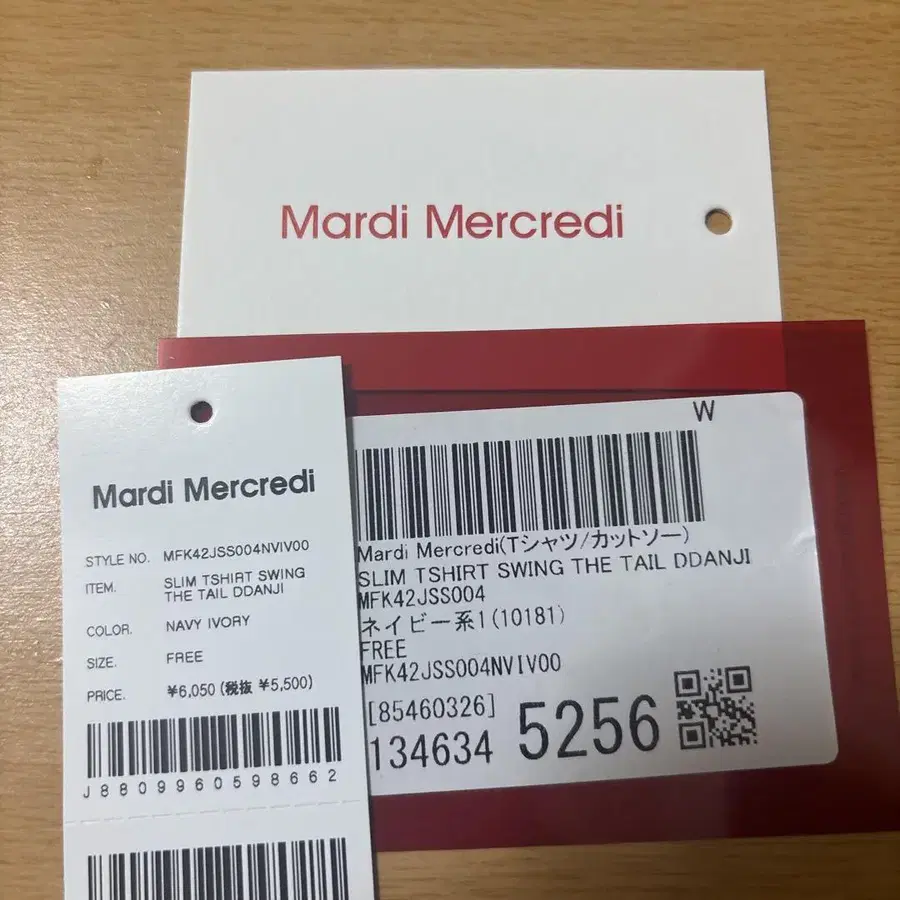 Mardi Mercredi
W
Mardi Mercredi(Tシャツ/カットソー)
SLIM TSHIRT SWING THE TAIL DDANJI
MFK42JSS004
ネイビー系1(10181)
FREE
MFK42JSS004NVIV00
[85460326]
134634 5256
Mardi Mercredi
STYLE NO. MFK42JSS004NVIV00
ITEM. SLIM TSHIRT SWING
THE TAIL DDANJI
COLOR. NAVY IVORY
SIZE. FREE
PRICE. ¥6,050 (税抜 ¥5,500)
J8809960598662